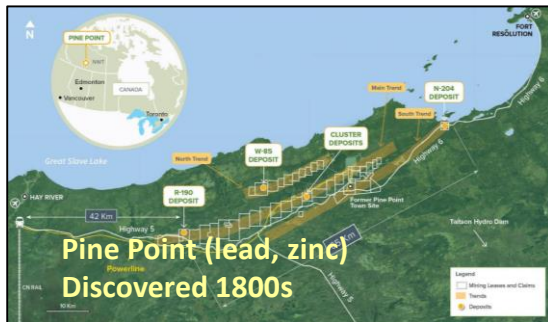 N
PINE POINT
NWT
CANADA
Edmonton
Vancouver
Toronto
FORT
RESOLUTION
Highway 6
Main Trend
South Trend
N-204
DEPOSIT
CLUSTER
DEPOSITS
Great Slave Lake
North Trend
W-85
DEPOSIT
Highway 6
HAY RIVER
R-190
DEPOSIT
Former Pine Point
Town Site
42 Km
Highway 5
Taltson Hydro Dam
Km
Pine Point (lead, zinc)
Discovered 1800s
Powerline
CN RAIL
10 Km
Legend
Mining Leases and Claims
Trends
Deposits